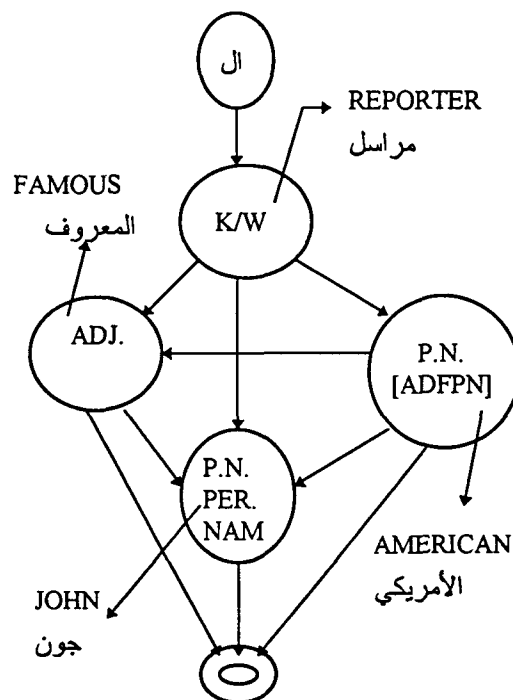 ال
REPORTER
مراسل
K/W
FAMOUS
المعروف
ADJ.
P.N.
[ADFPN]
P.N.
PER.
NAM
AMERICAN
الأمريكي
JOHN
جون